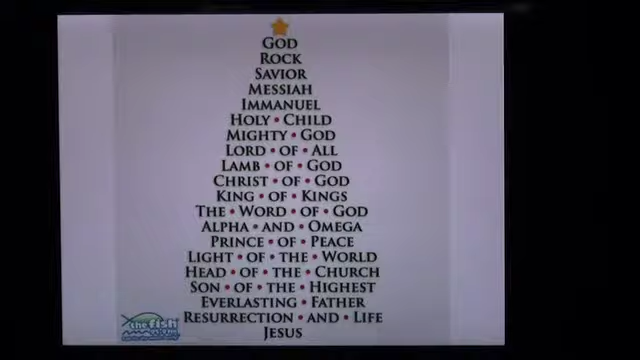 GOD
ROCK
SAVIOR
MESSIAH
IMMANUEL
HOLY • CHILD
MIGHTY • GOD
LORD • OF • ALL
LAMB • OF • GOD
CHRIST • OF • GOD
KING • OF • KINGS
THE • WORD • OF • GOD
ALPHA • AND • OMEGA
PRINCE • OF • PEACE
LIGHT • OF • THE • WORLD
HEAD • OF • THE • CHURCH
SON • OF • THE • HIGHEST
EVERLASTING • FATHER
RESURRECTION • AND • LIFE
JESUS
the fish